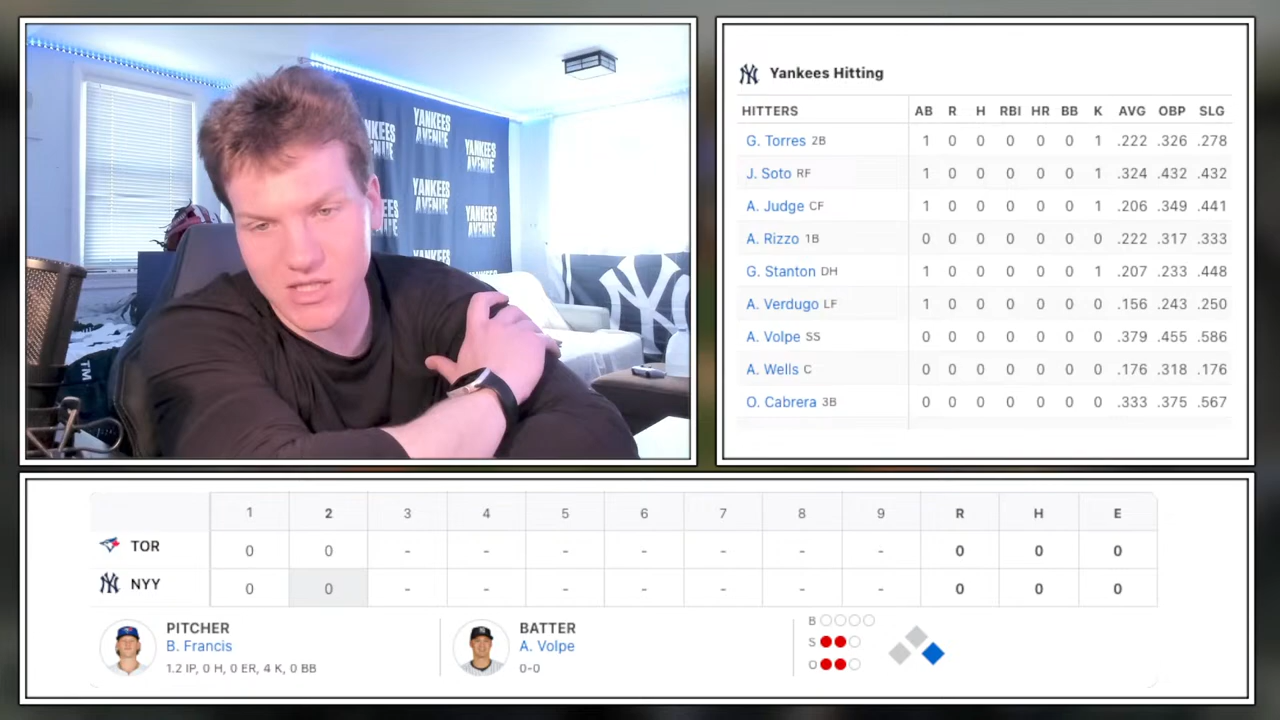 YANKEES AVENUE
YANKEES AVENUE
YANKEES AVENUE
YANKEES AVENUE
YANKEES AVENUE
TM
NY
Yankees Hitting
HITTERS AB R H RBI HR BB K AVG OBP SLG
G. Torres 2B 1 0 0 0 0 0 1 .222 .326 .278
J. Soto RF 1 0 0 0 0 0 1 .324 .432 .432
A. Judge CF 1 0 0 0 0 0 1 .206 .349 .441
A. Rizzo 1B 0 0 0 0 0 0 0 .222 .317 .333
G. Stanton DH 1 0 0 0 0 0 1 .207 .233 .448
A. Verdugo LF 1 0 0 0 0 0 0 .156 .243 .250
A. Volpe SS 0 0 0 0 0 0 0 .379 .455 .586
A. Wells C 0 0 0 0 0 0 0 .176 .318 .176
O. Cabrera 3B 0 0 0 0 0 0 0 .333 .375 .567
1 2 3 4 5 6 7 8 9 R H E
TOR 0 0 - - - - - - - 0 0 0
NYY 0 0 - - - - - - - 0 0 0
PITCHER
B. Francis
1.2 IP, 0 H, 0 ER, 4 K, 0 BB
BATTER
A. Volpe
0-0
B
S
O